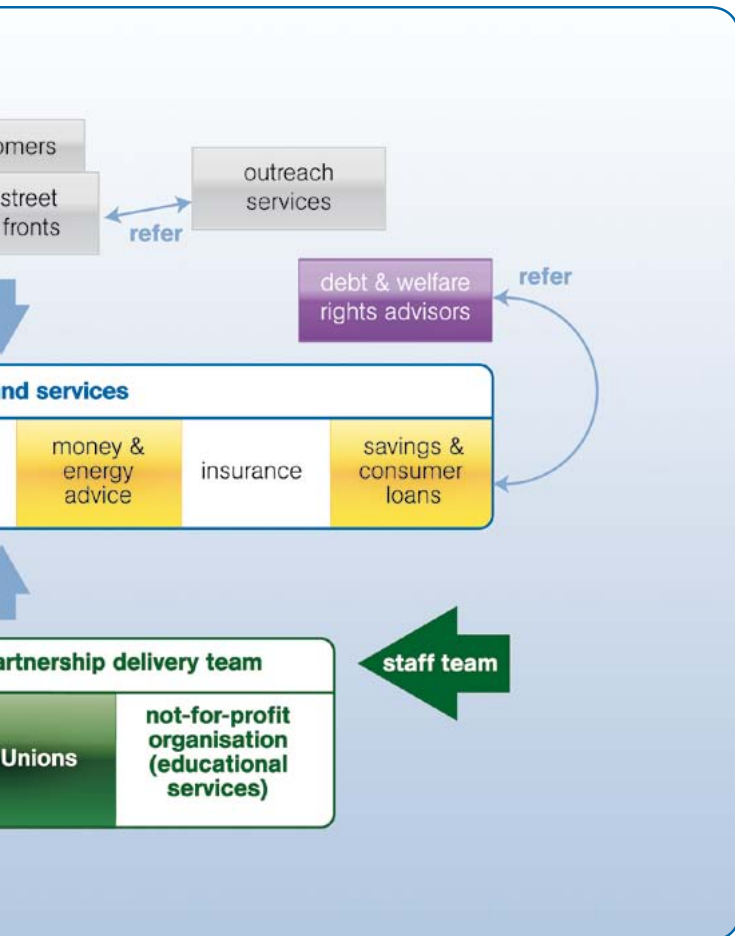 omers
street
fronts
refer
outreach
services
debt & welfare
rights advisors
refer
nd services
money &
energy
advice
insurance
savings &
consumer
loans
artnership delivery team
staff team
Unions
not-for-profit
organisation
(educational
services)